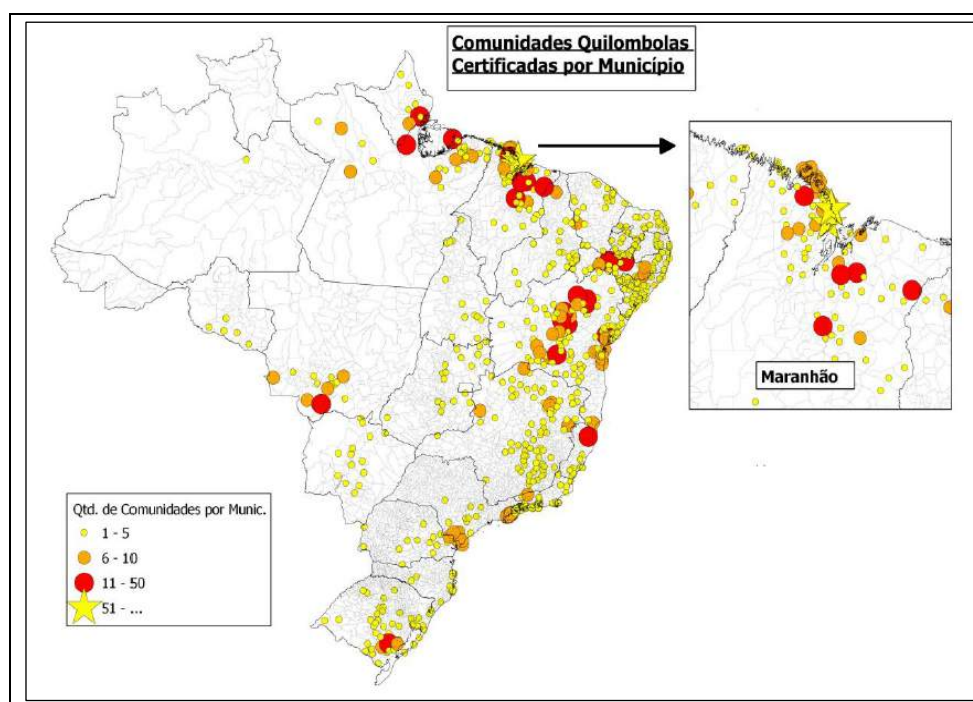 Comunidades Quilombolas
Certificadas por Município
Maranhão
Qtd. de Comunidades por Munic.
1 - 5
6 - 10
11 - 50
51 - ...